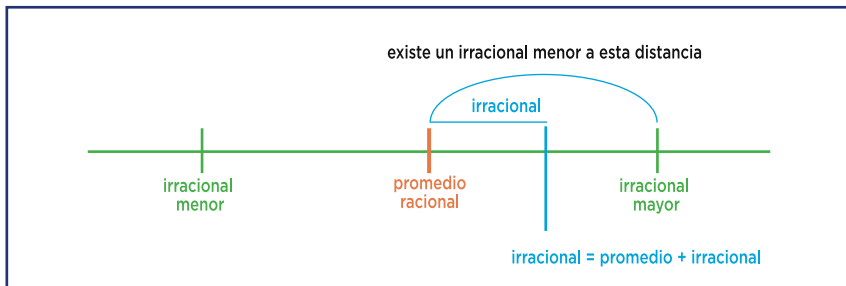 existe un irracional menor a esta distancia
irracional
irracional
menor
promedio
racional
irracional
mayor
irracional = promedio + irracional